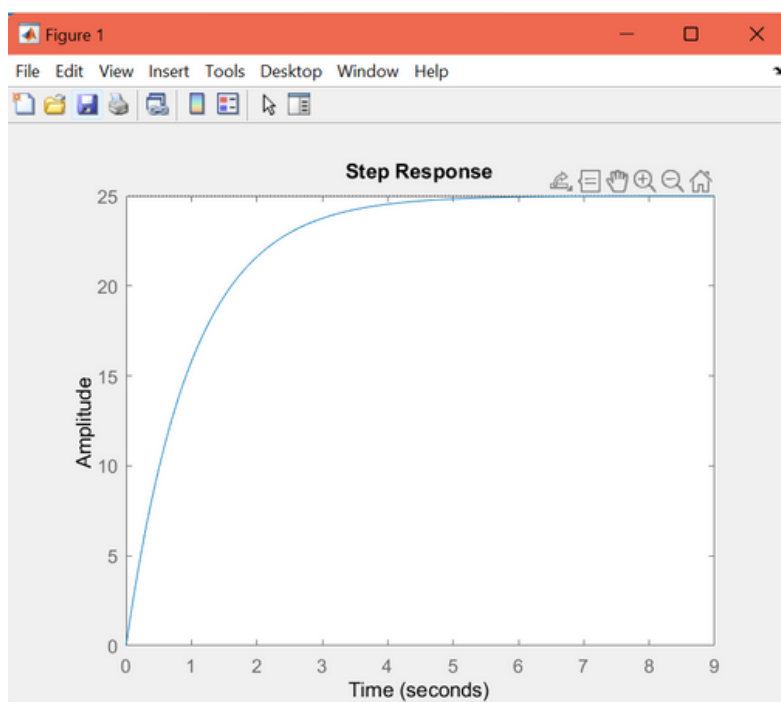 Figure 1
File Edit View Insert Tools Desktop Window Help
Step Response
25
20
15
10
5
0
Amplitude
0 1 2 3 4 5 6 7 8 9
Time (seconds)